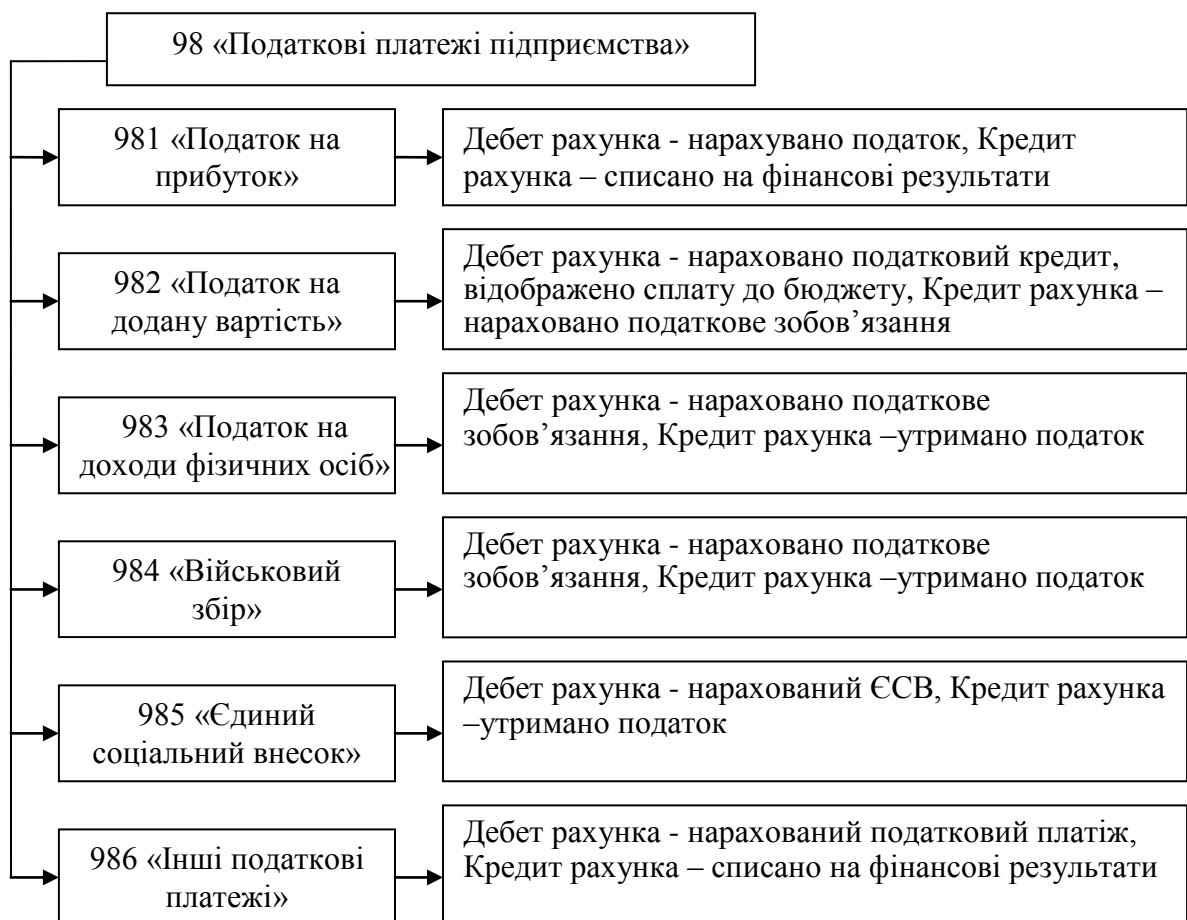 98 «Податкові платежі підприємства»
981 «Податок на
прибуток»
Дебет рахунка - нарахувано податок, Кредит
рахунка – списано на фінансові результати
982 «Податок на
додану вартість»
Дебет рахунка - нараховано податковий кредит,
відображено сплату до бюджету, Кредит рахунка –
нараховано податкове зобов’язання
983 «Податок на
доходи фізичних осіб»
Дебет рахунка - нараховано податкове
зобов’язання, Кредит рахунка –утримано податок
984 «Військовий
збір»
Дебет рахунка - нараховано податкове
зобов’язання, Кредит рахунка –утримано податок
985 «Єдиний
соціальний внесок»
Дебет рахунка - нарахований ЄСВ, Кредит рахунка
–утримано податок
986 «Інші податкові
платежі»
Дебет рахунка - нарахований податковий платіж,
Кредит рахунка – списано на фінансові результати